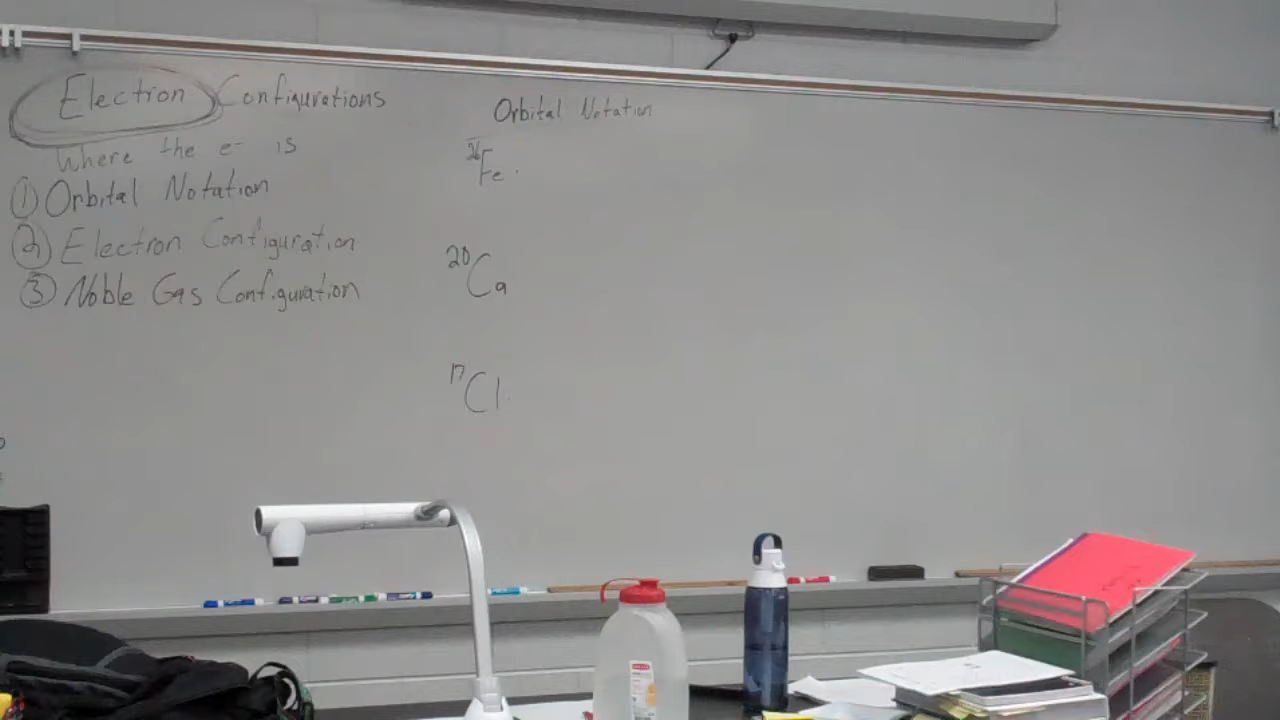 Electron Configurations
Where the e- is
① Orbital Notation
② Electron Configuration
③ Noble Gas Configuration
Orbital Notation
26Fe
20Ca
17Cl